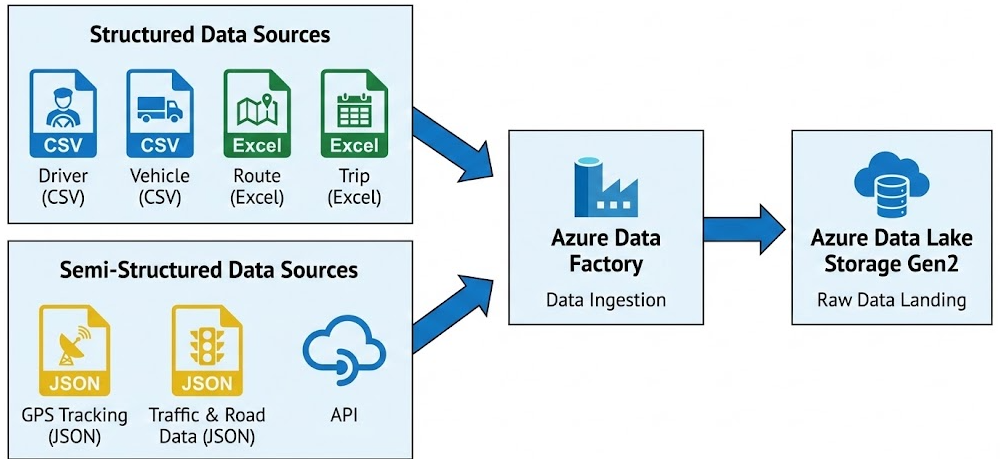 Structured Data Sources
CSV
CSV
Excel
Excel
Driver
(CSV)
Vehicle
(CSV)
Route
(Excel)
Trip
(Excel)
Semi-Structured Data Sources
JSON
JSON
GPS Tracking
(JSON)
Traffic & Road
Data (JSON)
API
Azure Data
Factory
Data Ingestion
Azure Data Lake
Storage Gen2
Raw Data Landing